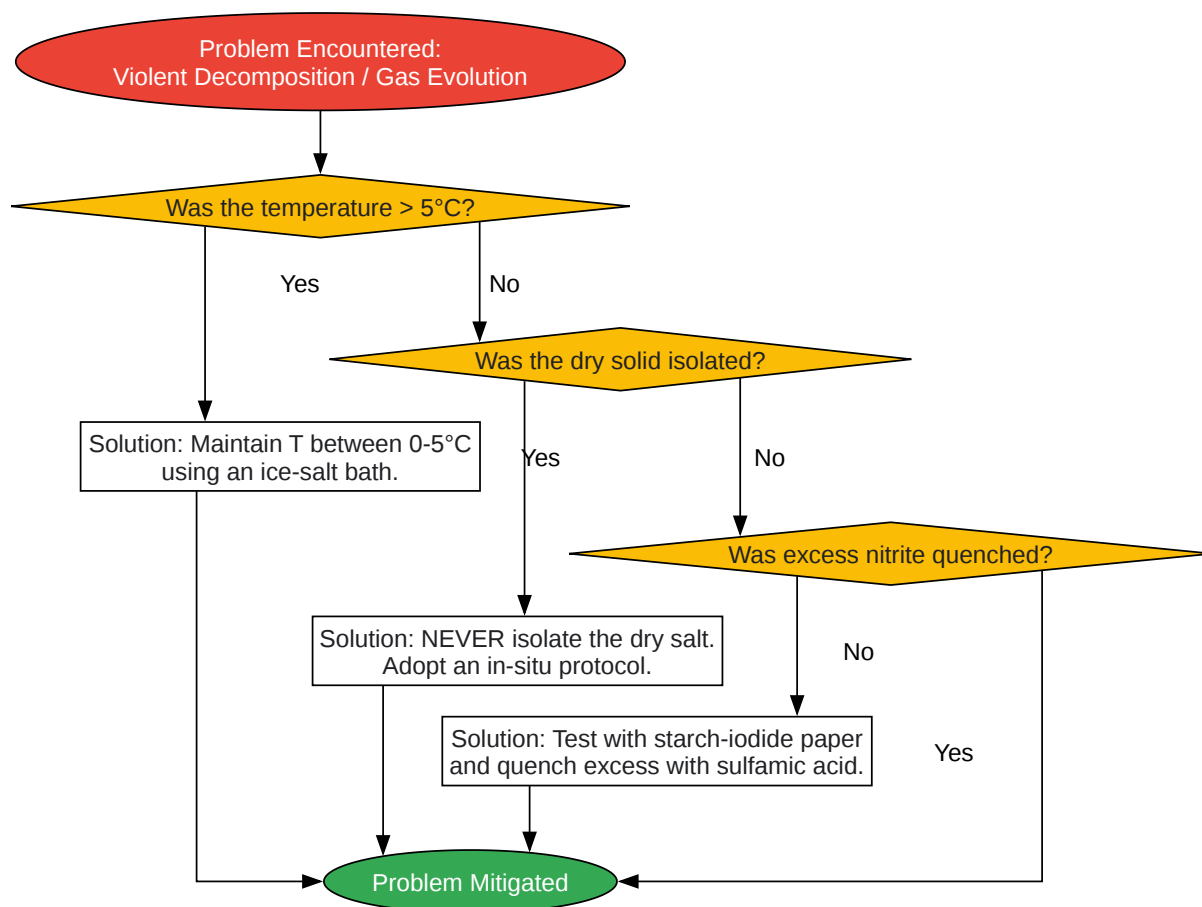 Problem Encountered:
Violent Decomposition / Gas Evolution
Was the temperature > 5°C?
Yes
No
Was the dry solid isolated?
Solution: Maintain T between 0-5°C
using an ice-salt bath.
Yes
No
Was excess nitrite quenched?
Solution: NEVER isolate the dry salt.
Adopt an in-situ protocol.
No
Solution: Test with starch-iodide paper
and quench excess with sulfamic acid.
Yes
Problem Mitigated